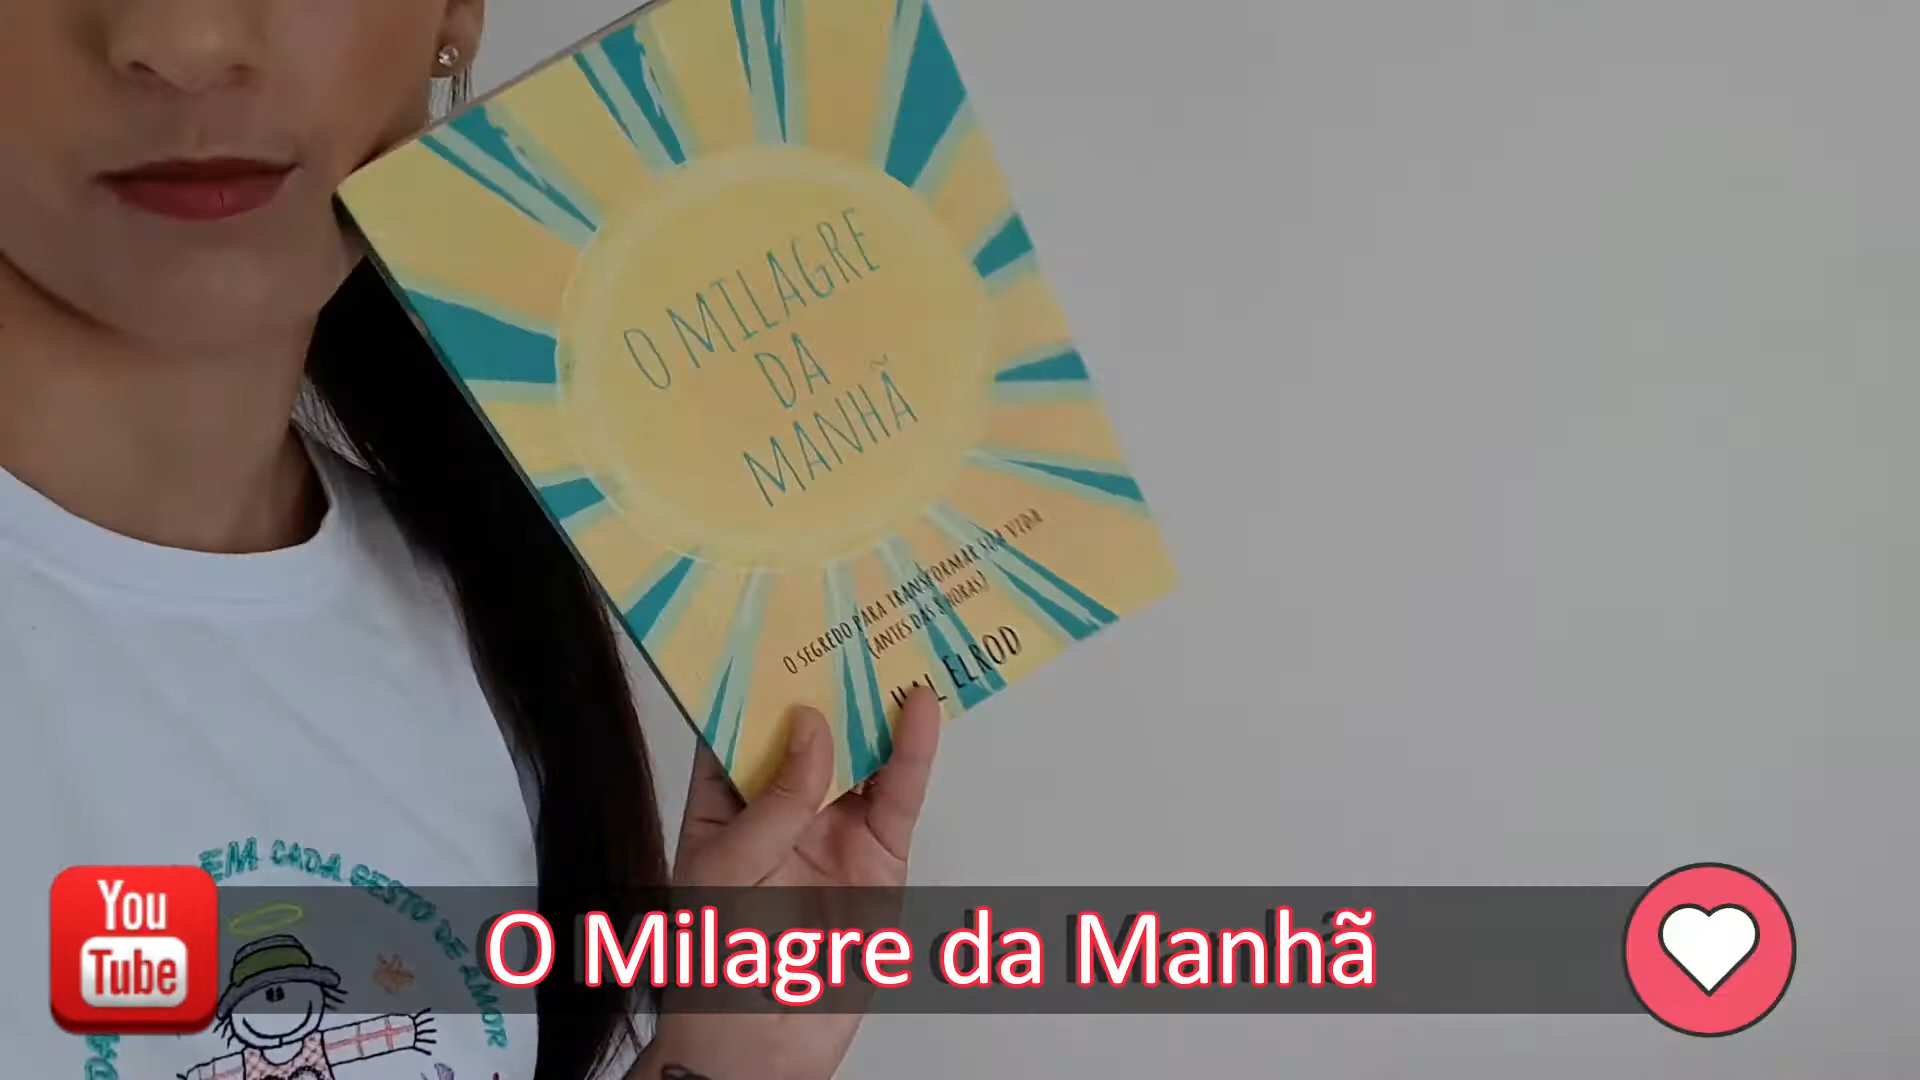 O MILAGRE
DA
MANHÃ
O SEGREDO PARA TRANSFORMAR SUA VIDA
(ANTES DAS 8 HORAS)
HAL ELROD
EM CADA GESTO DE AMOR
You
Tube
O Milagre da Manhã